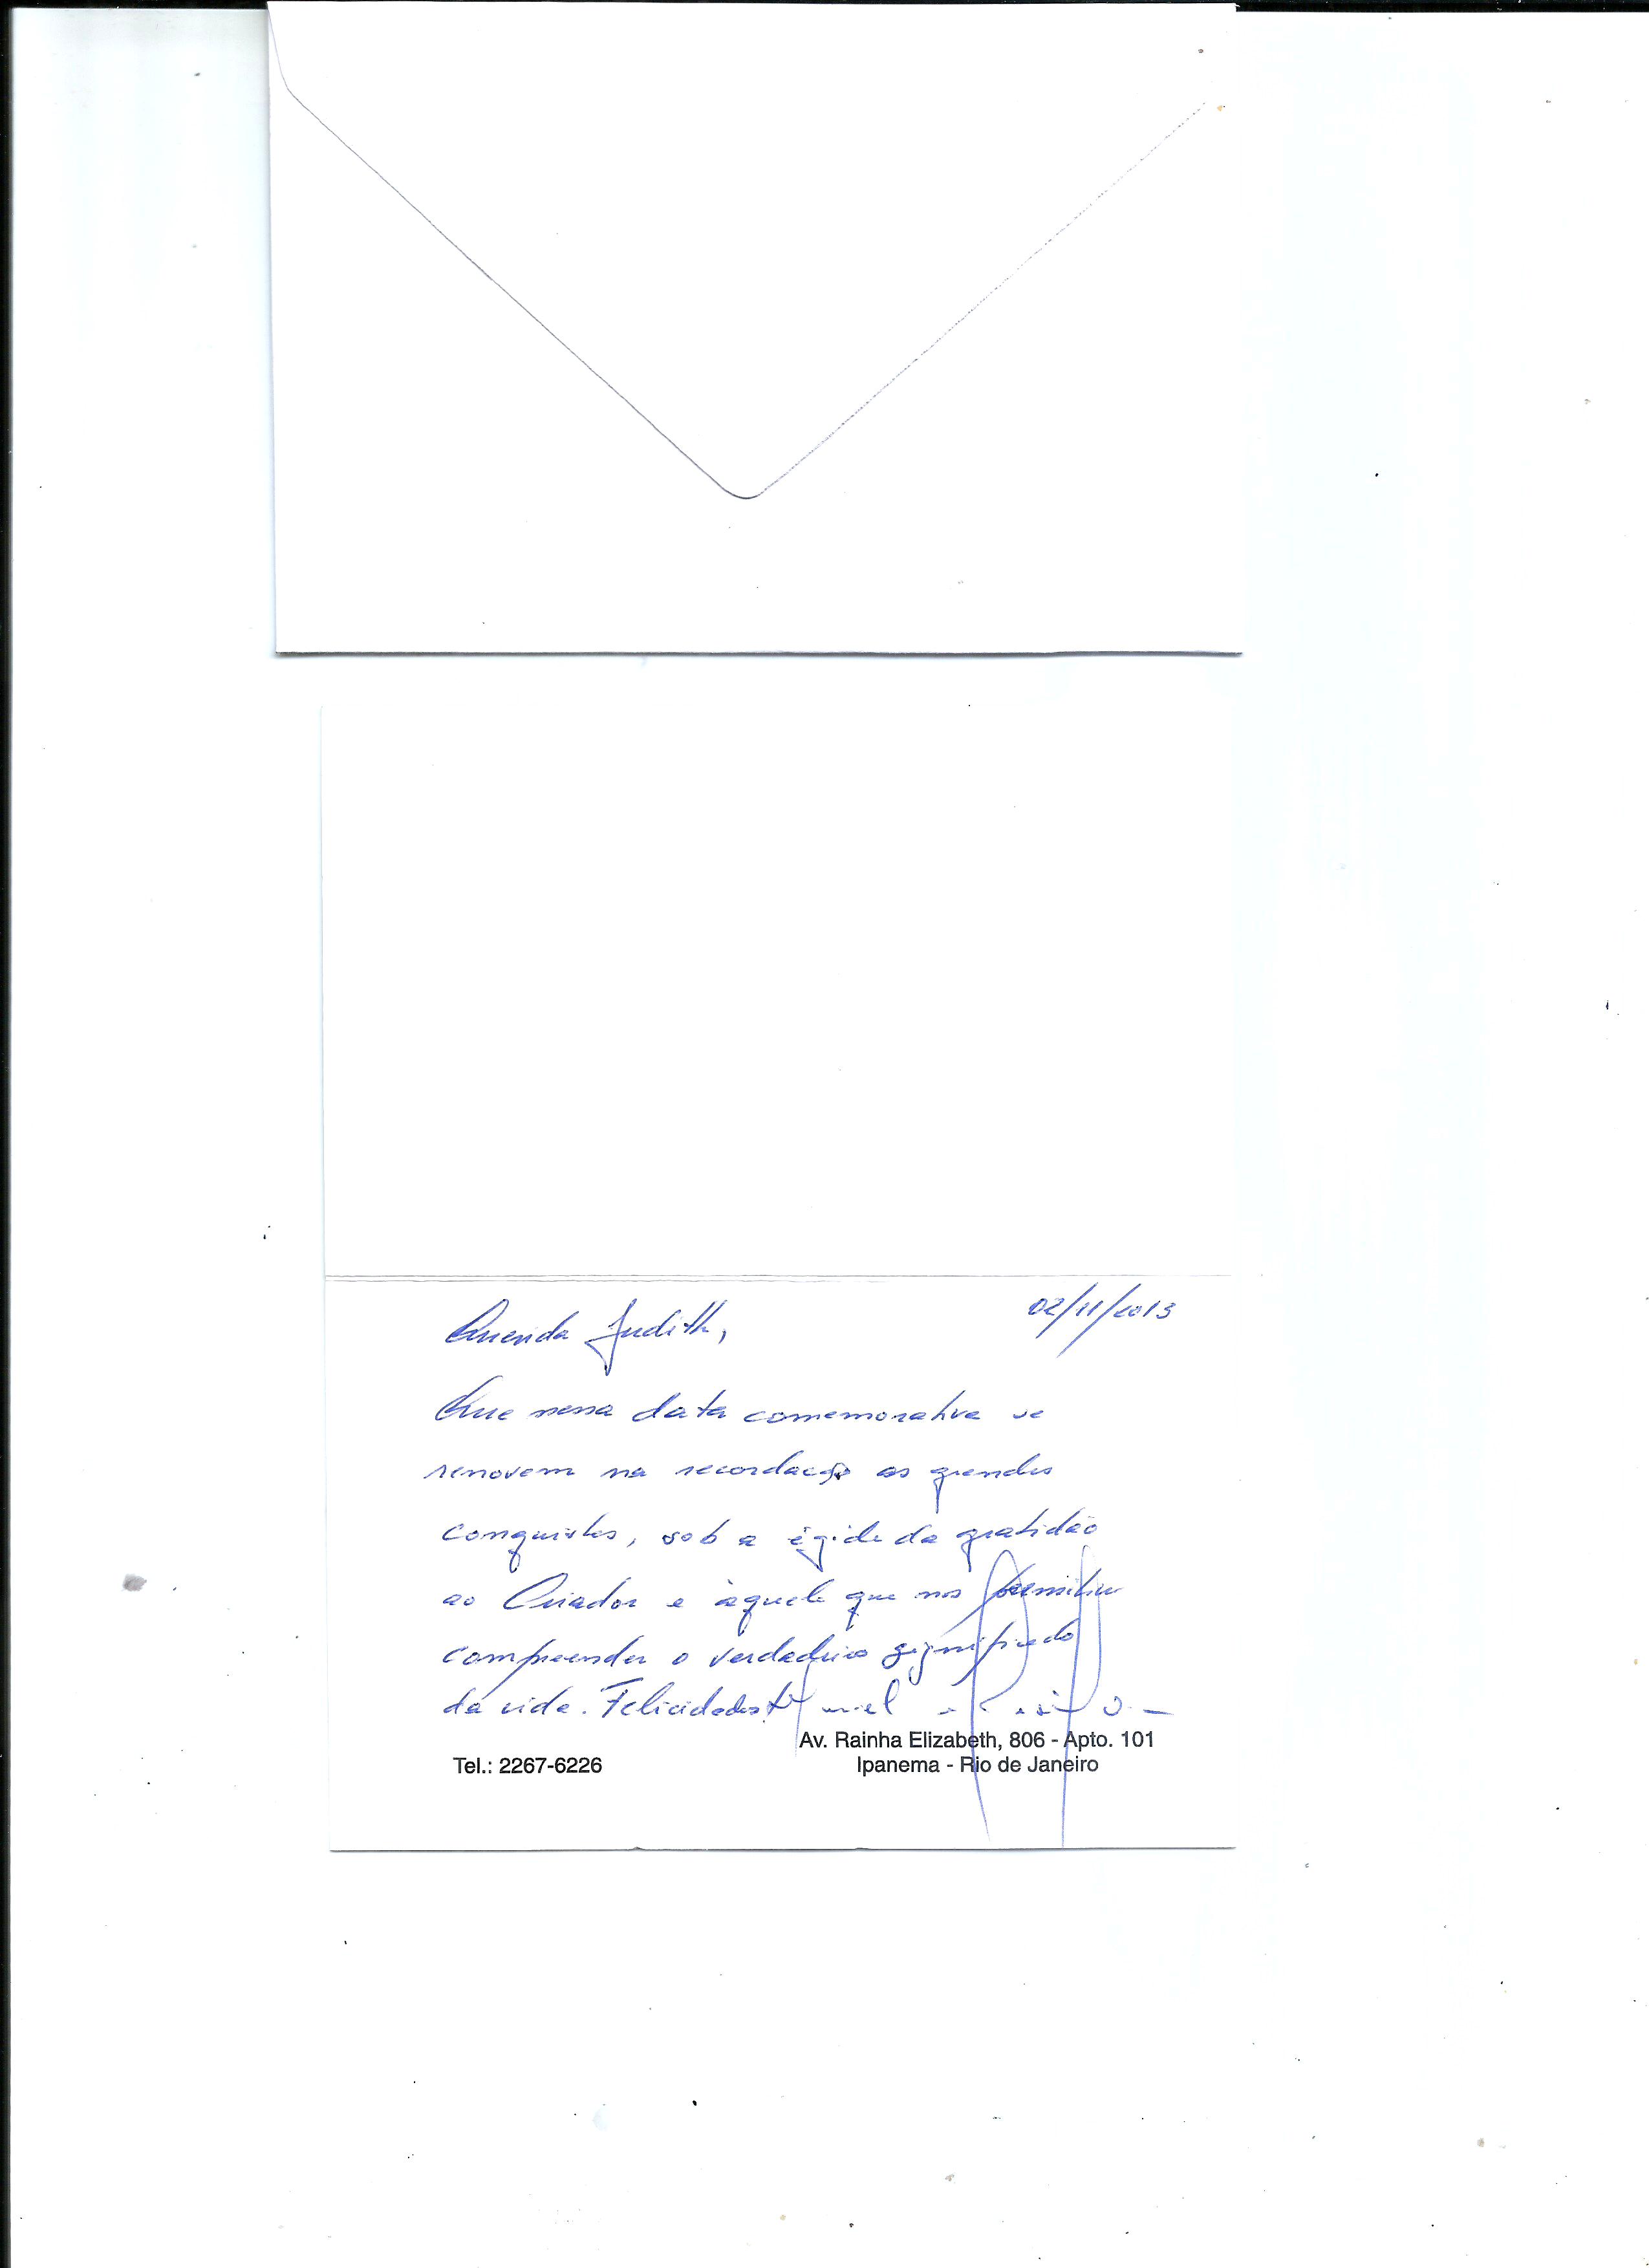 02/11/2013
Querida Judith,
Que nessa data comemorativa se
renovem na recordação as grandes
conquistas, sob a égide da gratidão
ao Criador e àquele que nos permitiu
compreender o verdadeiro significado
da vida. Felicidades!
Av. Rainha Elizabeth, 806 - Apto. 101
Tel.: 2267-6226
Ipanema - Rio de Janeiro